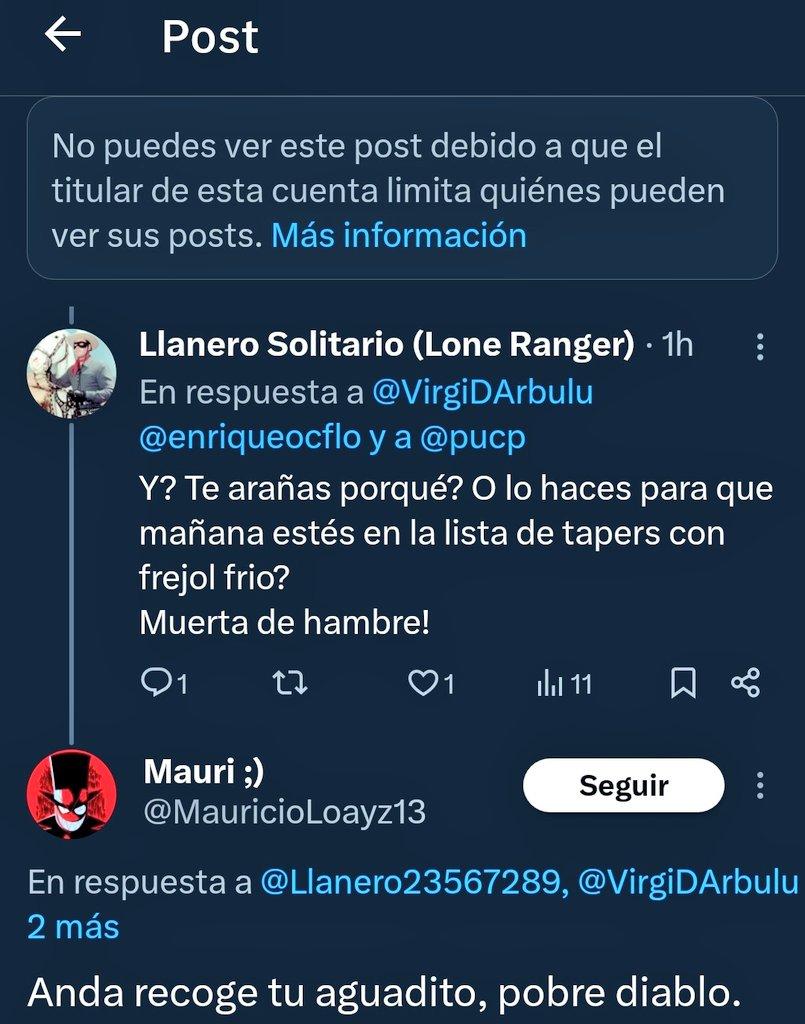 Post
No puedes ver este post debido a que el
titular de esta cuenta limita quiénes pueden
ver sus posts. Más información
Llanero Solitario (Lone Ranger) · 1h
En respuesta a @VirgiDArbulu
@enriqueocflo y a @pucp
Y? Te arañas porqué? O lo haces para que
mañana estés en la lista de tapers con
frejol frio?
Muerta de hambre!
1 1 11
Mauri ;)
Seguir
@MauricioLoayz13
En respuesta a @Llanero23567289, @VirgiDArbulu
2 más
Anda recoge tu aguadito, pobre diablo.